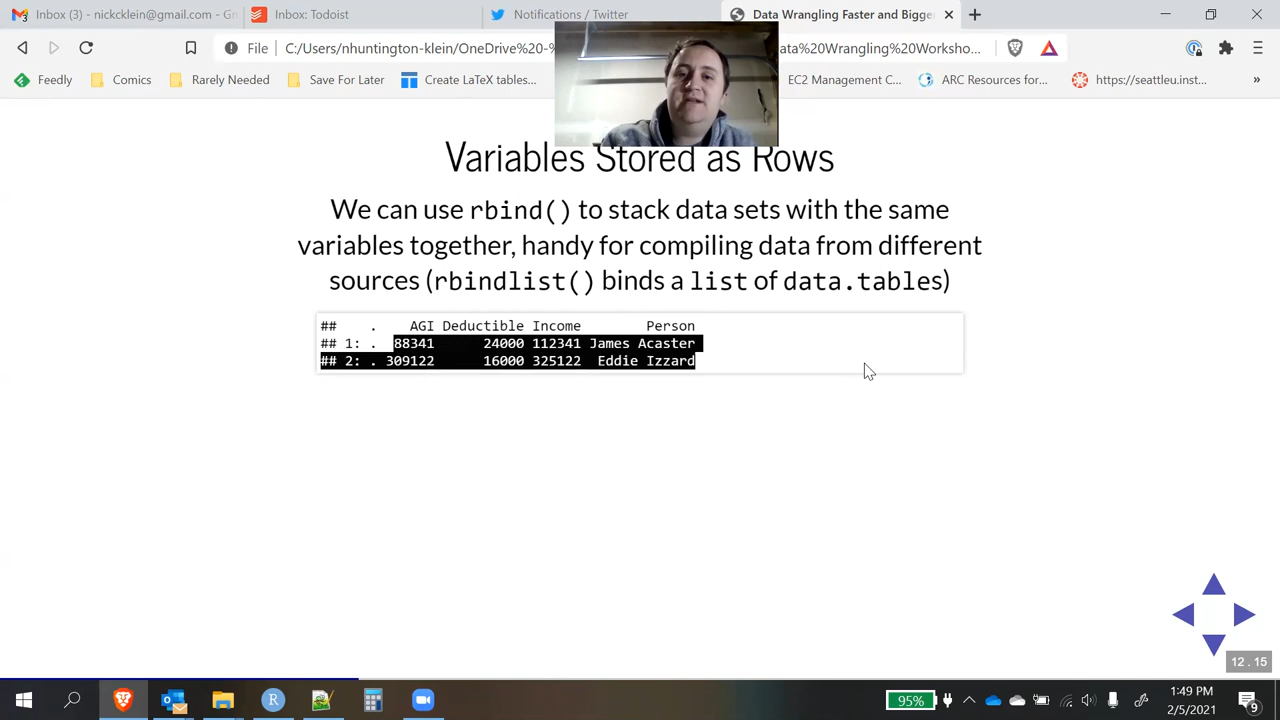 nbox - nickcklein@gmail.com - Gn
Inbox: Todoist
Notifications / Twitter
Data Wrangling Faster and Bigger
File
C:/Users/nhuntington-klein/OneDrive%20-%
ata%20Wrangling%20Worksho...
Feedly
Comics
Rarely Needed
Save For Later
Create LaTeX tables...
EC2 Management C...
ARC Resources for...
https://seattleu.inst...
»
Variables Stored as Rows
We can use rbind() to stack data sets with the same
variables together, handy for compiling data from different
sources (rbindlist() binds a list of data.tables)
## . AGI Deductible Income Person
## 1: . 88341 24000 112341 James Acaster
## 2: . 309122 16000 325122 Eddie Izzard
12.15
95%
1:49 PM
2/5/2021
9